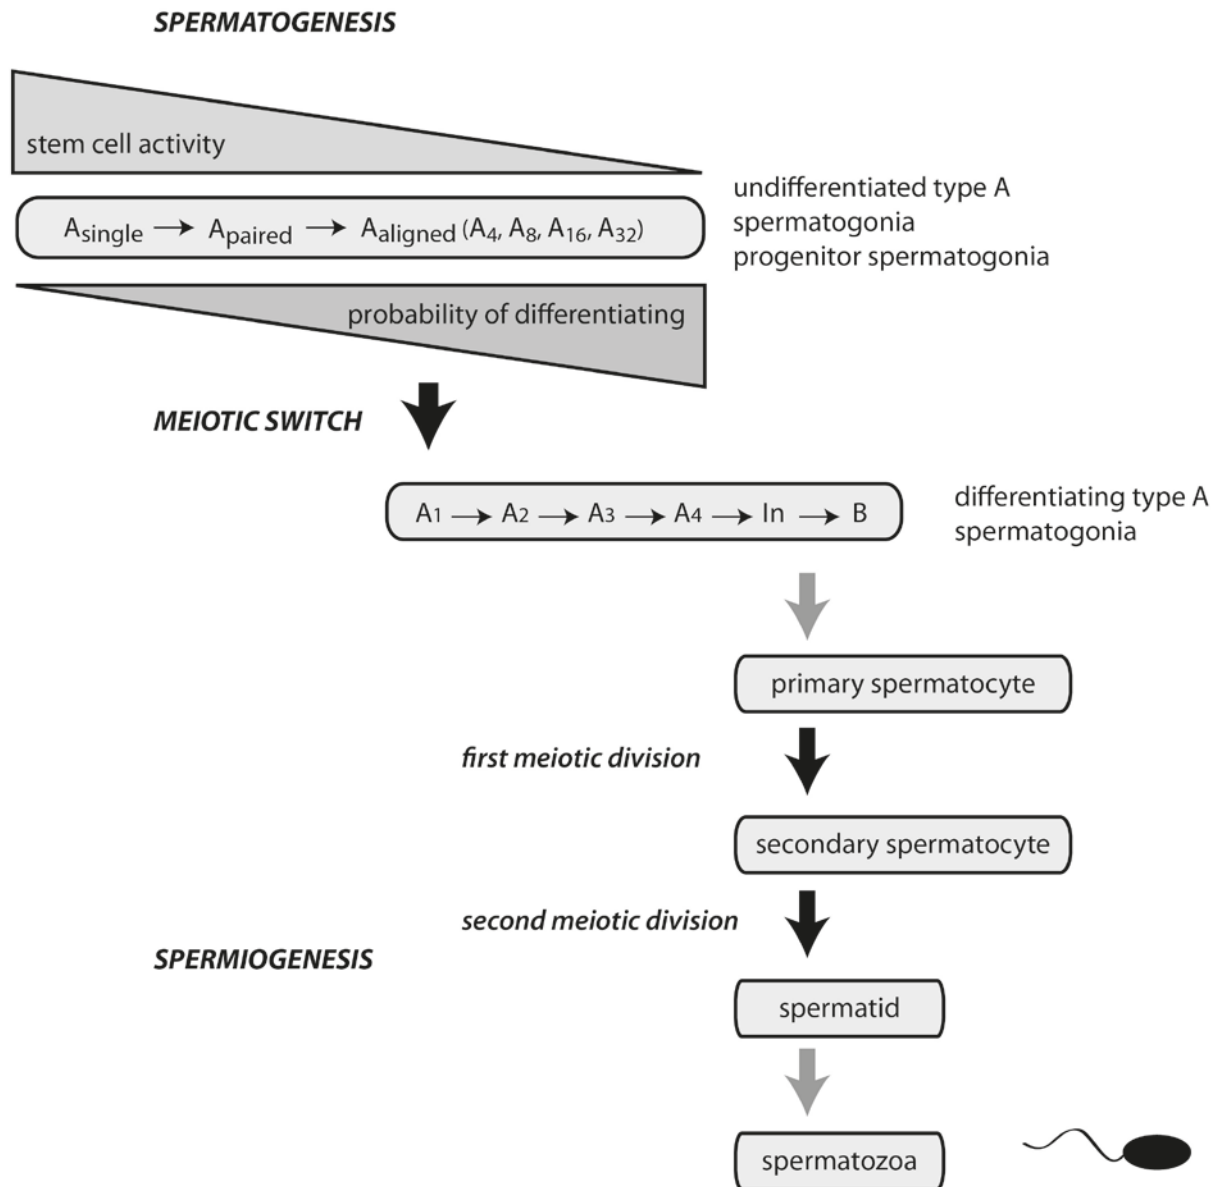 SPERMATOGENESIS
stem cell activity
Asingle → Apaired → Aaligned (A4, A8, A16, A32)
undifferentiated type A
spermatogonia
progenitor spermatogonia
probability of differentiating
MEIOTIC SWITCH
A1 → A2 → A3 → A4 → In → B
differentiating type A
spermatogonia
primary spermatocyte
first meiotic division
secondary spermatocyte
second meiotic division
SPERMIOGENESIS
spermatid
spermatozoa